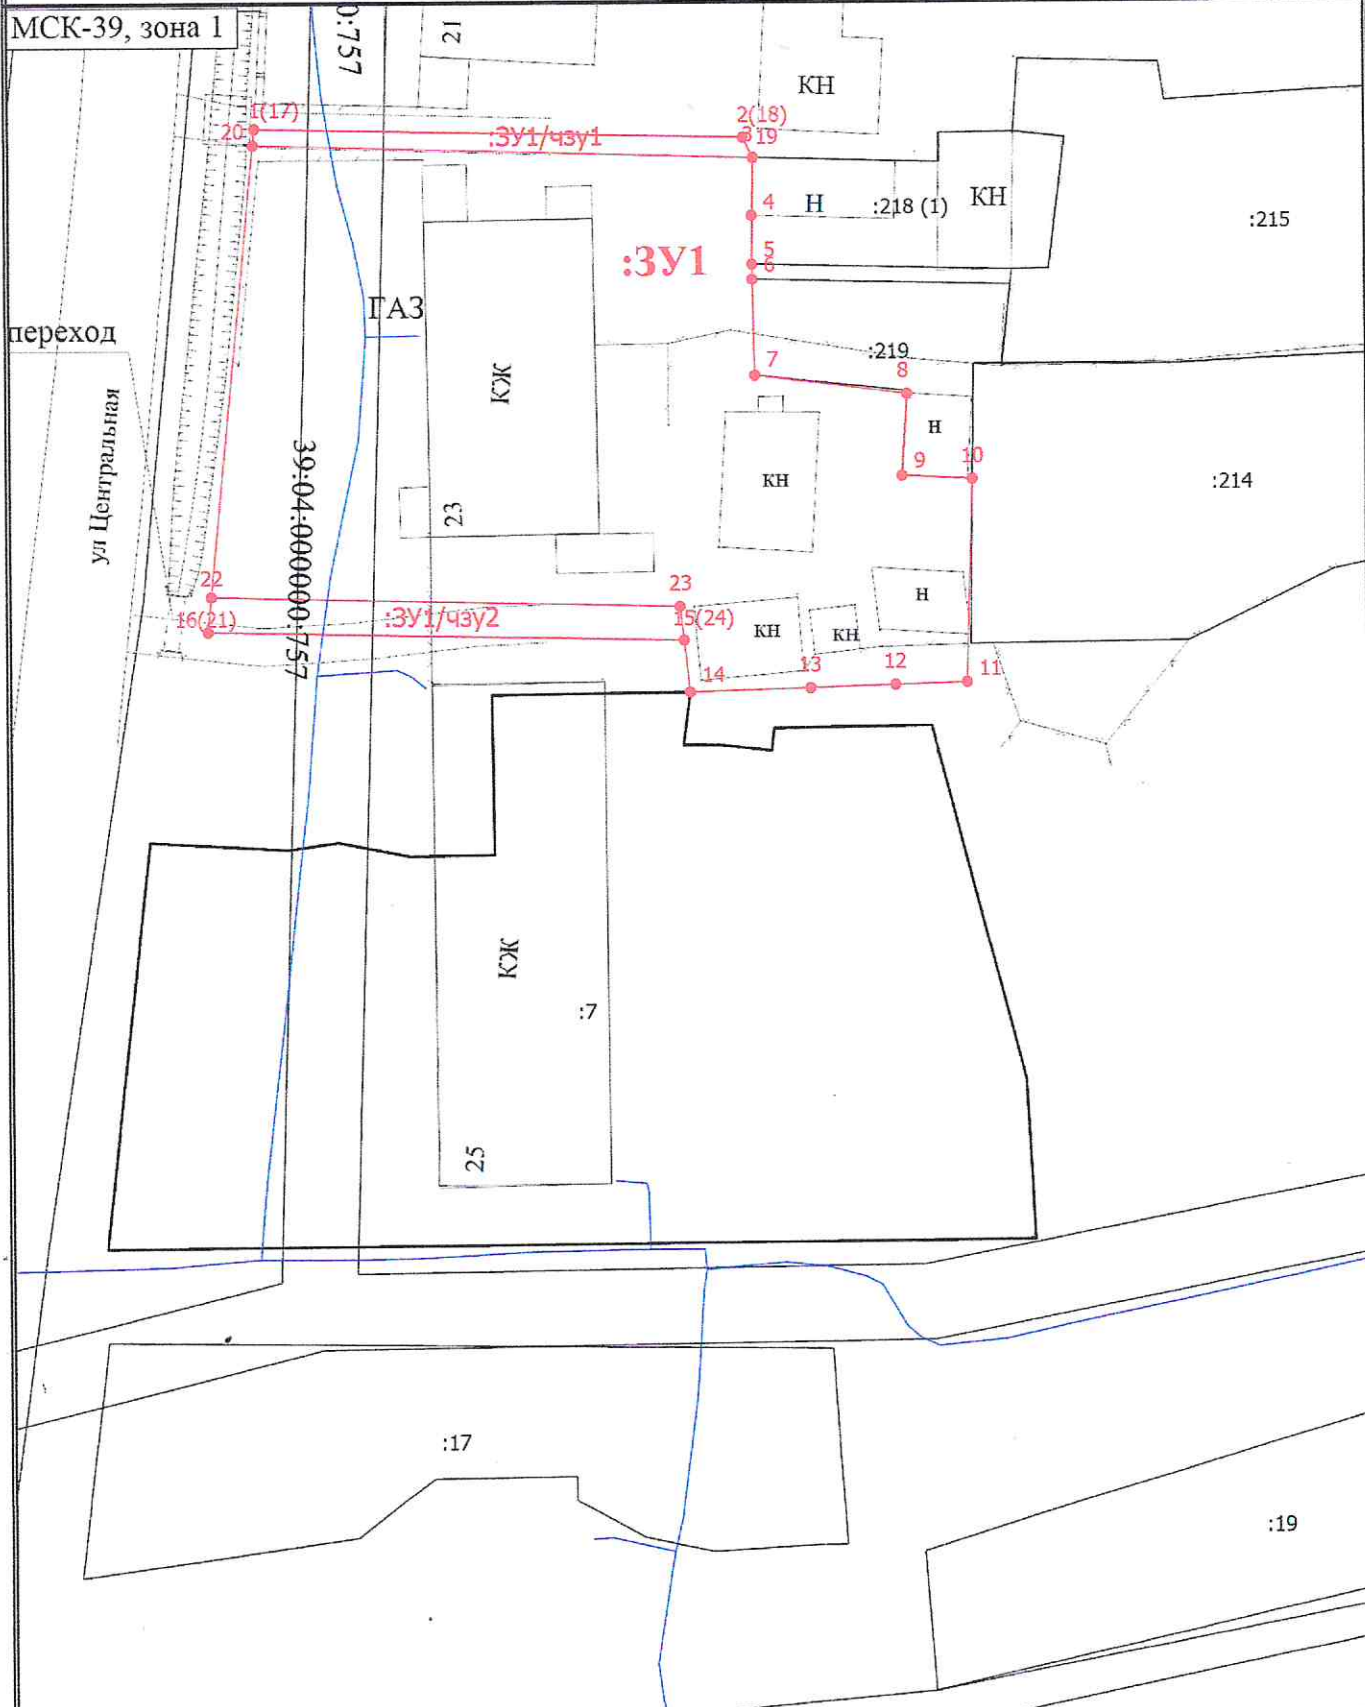 МСК-39, зона 1
0:757
21
КН
1(17)
2(18)
20
:ЗУ1/чзу1
3
19
4
Н
:218 (1)
КН
:215
5
6
:ЗУ1
ГАЗ
переход
:219
7
8
КЖ
н
ул Центральная
9
10
кн
:214
23
39:04:000000:757
22
23
н
16(21)
:ЗУ1/чзу2
15(24)
кн
кн
14
13
12
11
КЖ
:7
25
:17
:19